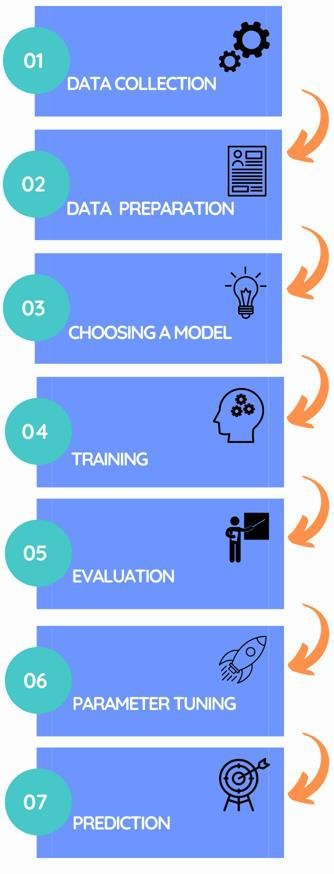 01
DATA COLLECTION
02
DATA PREPARATION
03
CHOOSING A MODEL
04
TRAINING
05
EVALUATION
06
PARAMETER TUNING
07
PREDICTION